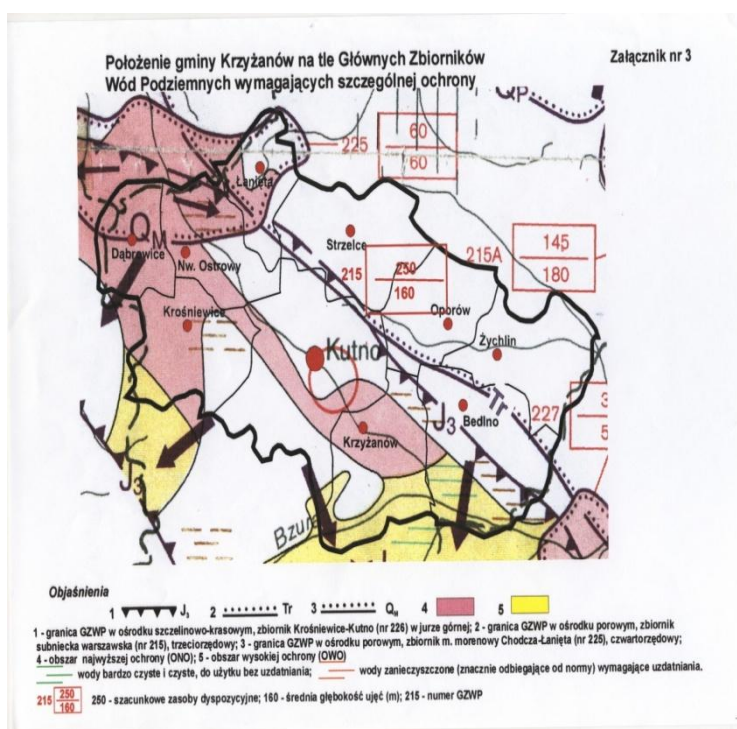 Położenie gminy Krzyżanów na tle Głównych Zbiorników
Wód Podziemnych wymagających szczególnej ochrony
Załącznik nr 3
QP
60
60
225
Łanięta
QM
Dąbrowice
Nw. Ostrowy
Strzelce
215
250
160
215A
145
180
Krośniewice
Oporów
Żychlin
Kutno
Tr
227
3
5
J3
Bedlno
Krzyżanów
J3
Bzura
Objaśnienia
1 J3 2 Tr 3 QM 4 5
1 - granica GZWP w ośrodku szczelinowo-krasowym, zbiornik Krośniewice-Kutno (nr 226) w jurze górnej; 2 - granica GZWP w ośrodku porowym, zbiornik
subniecka warszawska (nr 215), trzeciorzędowy; 3 - granica GZWP w ośrodku porowym, zbiornik m. morenowy Chodcza-Łanięta (nr 225), czwartorzędowy;
4 - obszar najwyższej ochrony (ONO); 5 - obszar wysokiej ochrony (OWO)
wody bardzo czyste i czyste, do użytku bez uzdatniania; wody zanieczyszczone (znacznie odbiegające od normy) wymagające uzdatniania.
215 250 160 250 - szacunkowe zasoby dyspozycyjne; 160 - średnia głębokość ujęć (m); 215 - numer GZWP